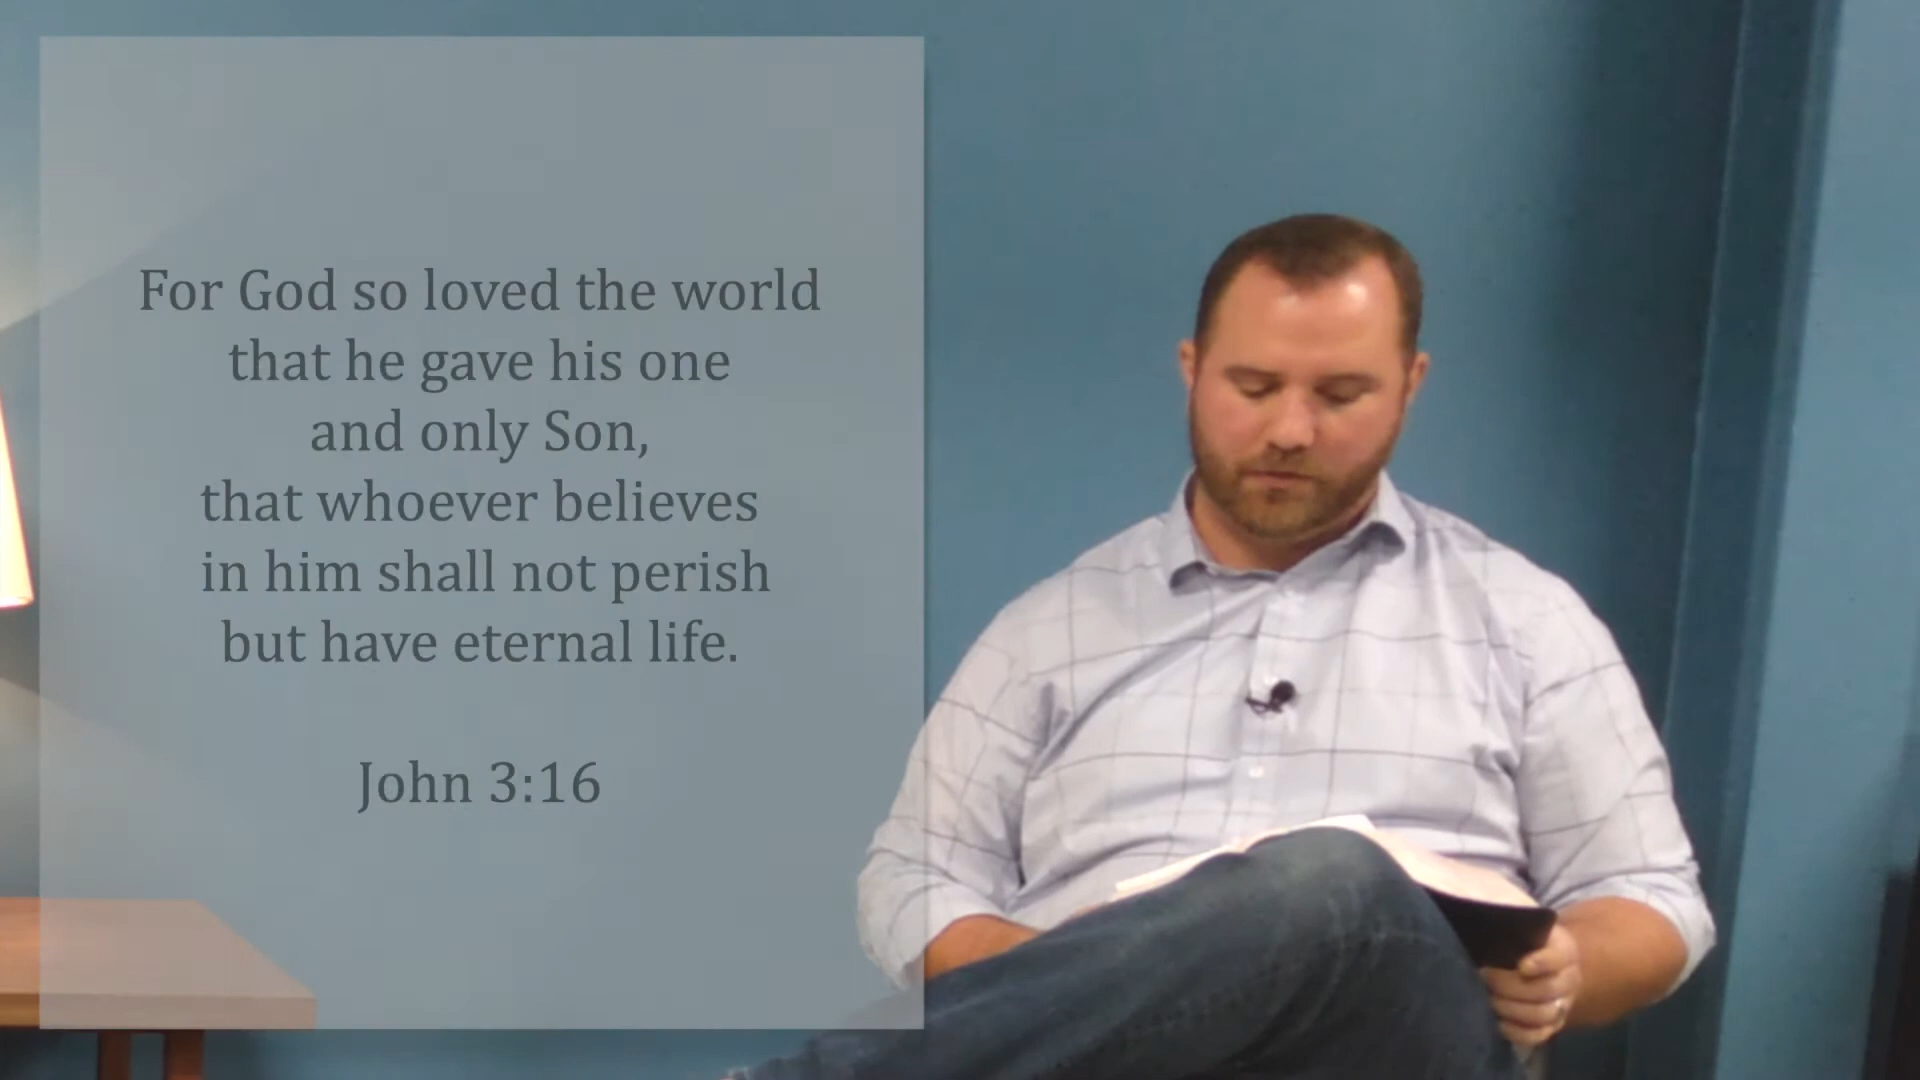 For God so loved the world
that he gave his one
and only Son,
that whoever believes
in him shall not perish
but have eternal life.
John 3:16